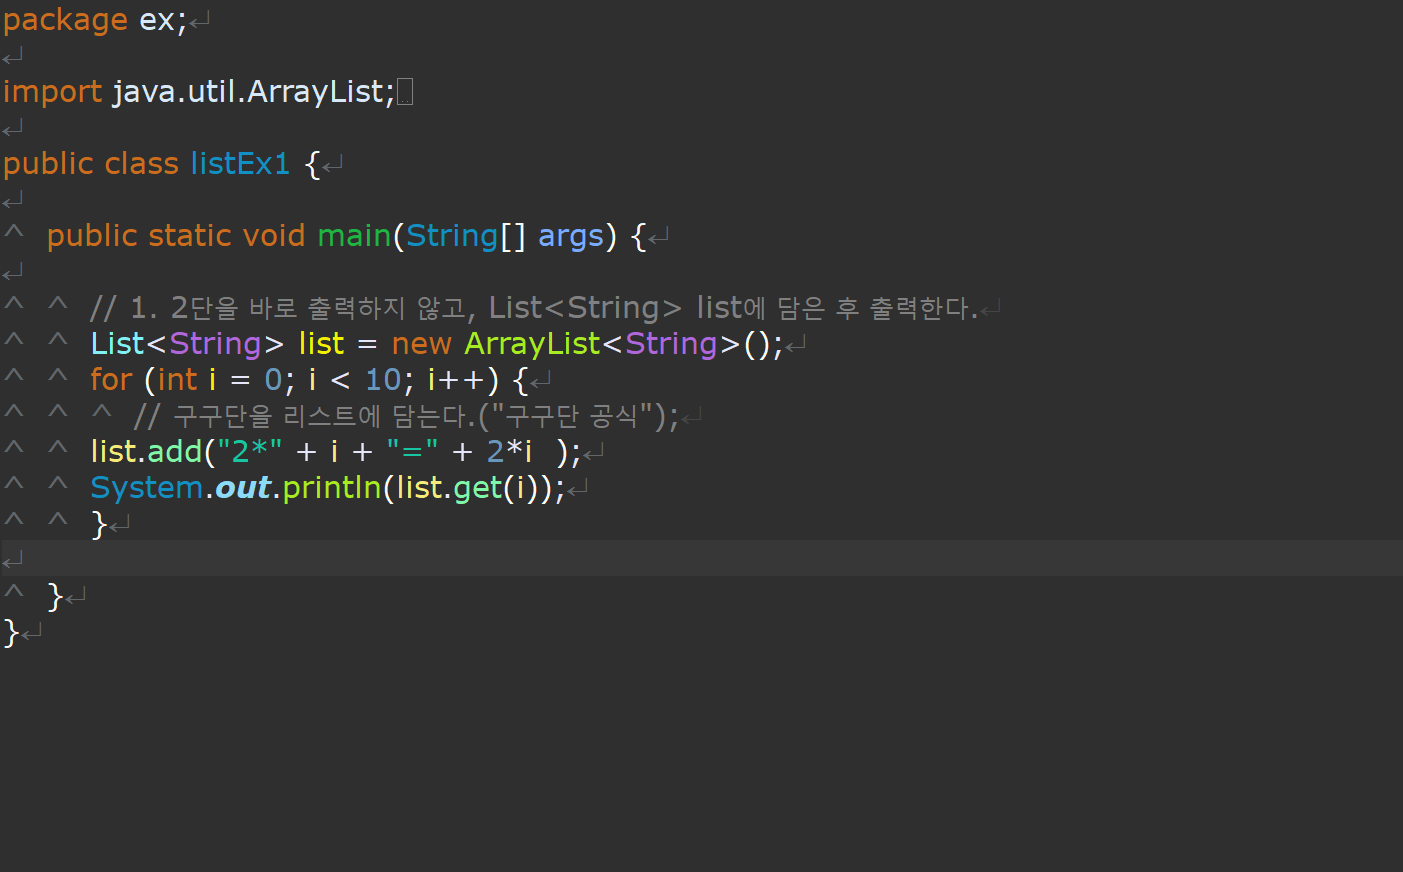 package ex;
import java.util.ArrayList;
public class listEx1 {
public static void main(String[] args) {
// 1. 2단을 바로 출력하지 않고, List<String> list에 담은 후 출력한다.
List<String> list = new ArrayList<String>();
for (int i = 0; i < 10; i++) {
// 구구단을 리스트에 담는다.("구구단 공식");
list.add("2*" + i + "=" + 2*i  );
System.out.println(list.get(i));
}
}
}